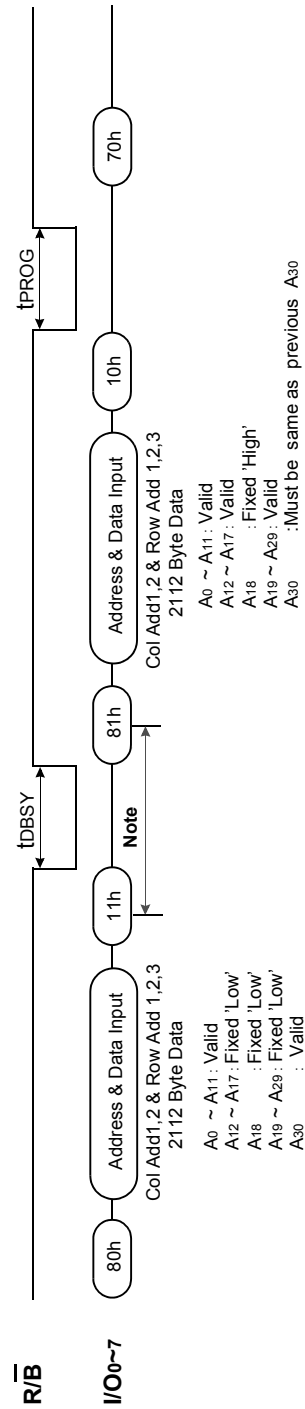 R/B
tDBSY
tPROG
I/O0~7
80h
Address & Data Input
11h
81h
Address & Data Input
10h
70h
Note
Col Add1,2 & Row Add 1,2,3
2112 Byte Data
A0 ~ A11 : Valid
A12 ~ A17 : Fixed 'Low'
A18 : Fixed 'Low'
A19 ~ A29 : Fixed 'Low'
A30 : Valid
Col Add1,2 & Row Add 1,2,3
2112 Byte Data
A0 ~ A11 : Valid
A12 ~ A17 : Valid
A18 : Fixed 'High'
A19 ~ A29 : Valid
A30 :Must be same as previous A30